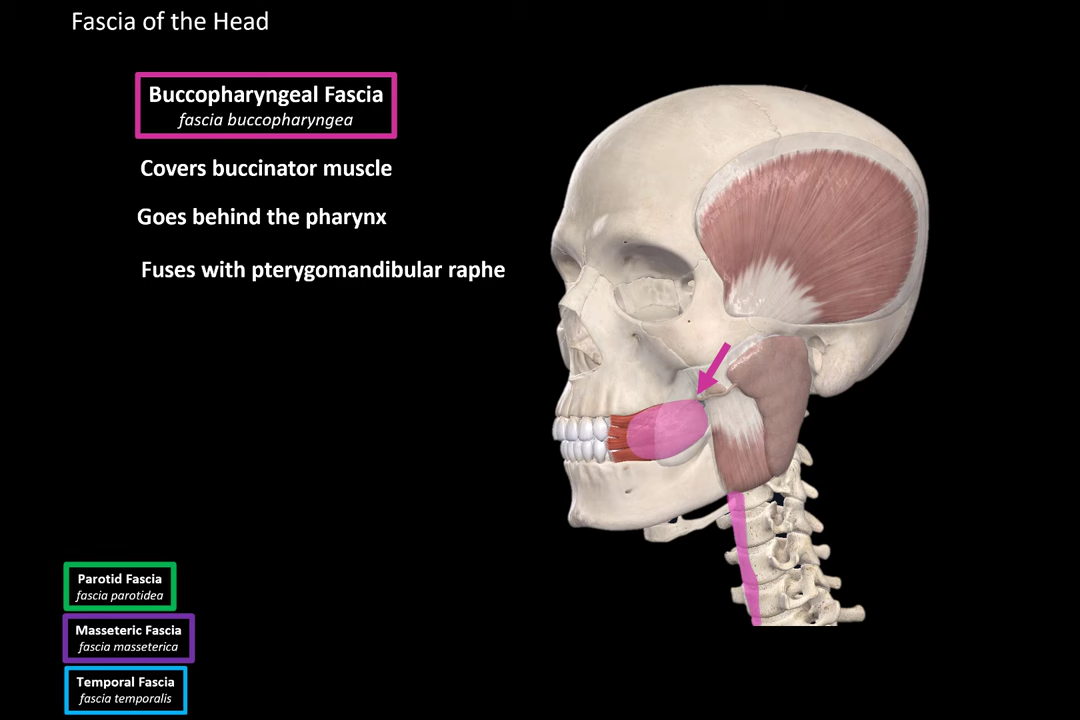 Fascia of the Head
Buccopharyngeal Fascia
fascia buccopharyngea
Covers buccinator muscle
Goes behind the pharynx
Fuses with pterygomandibular raphe
Parotid Fascia
fascia parotidea
Masseteric Fascia
fascia masseterica
Temporal Fascia
fascia temporalis